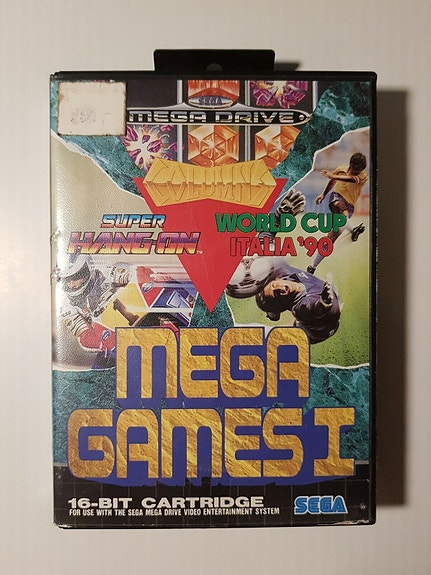 SEGA
MEGA DRIVE
COLUMNS
SUPER
HANG-ON™
WORLD CUP
ITALIA '90
MEGA
GAMES I
16-BIT CARTRIDGE
FOR USE WITH THE SEGA MEGA DRIVE VIDEO ENTERTAINMENT SYSTEM
SEGA